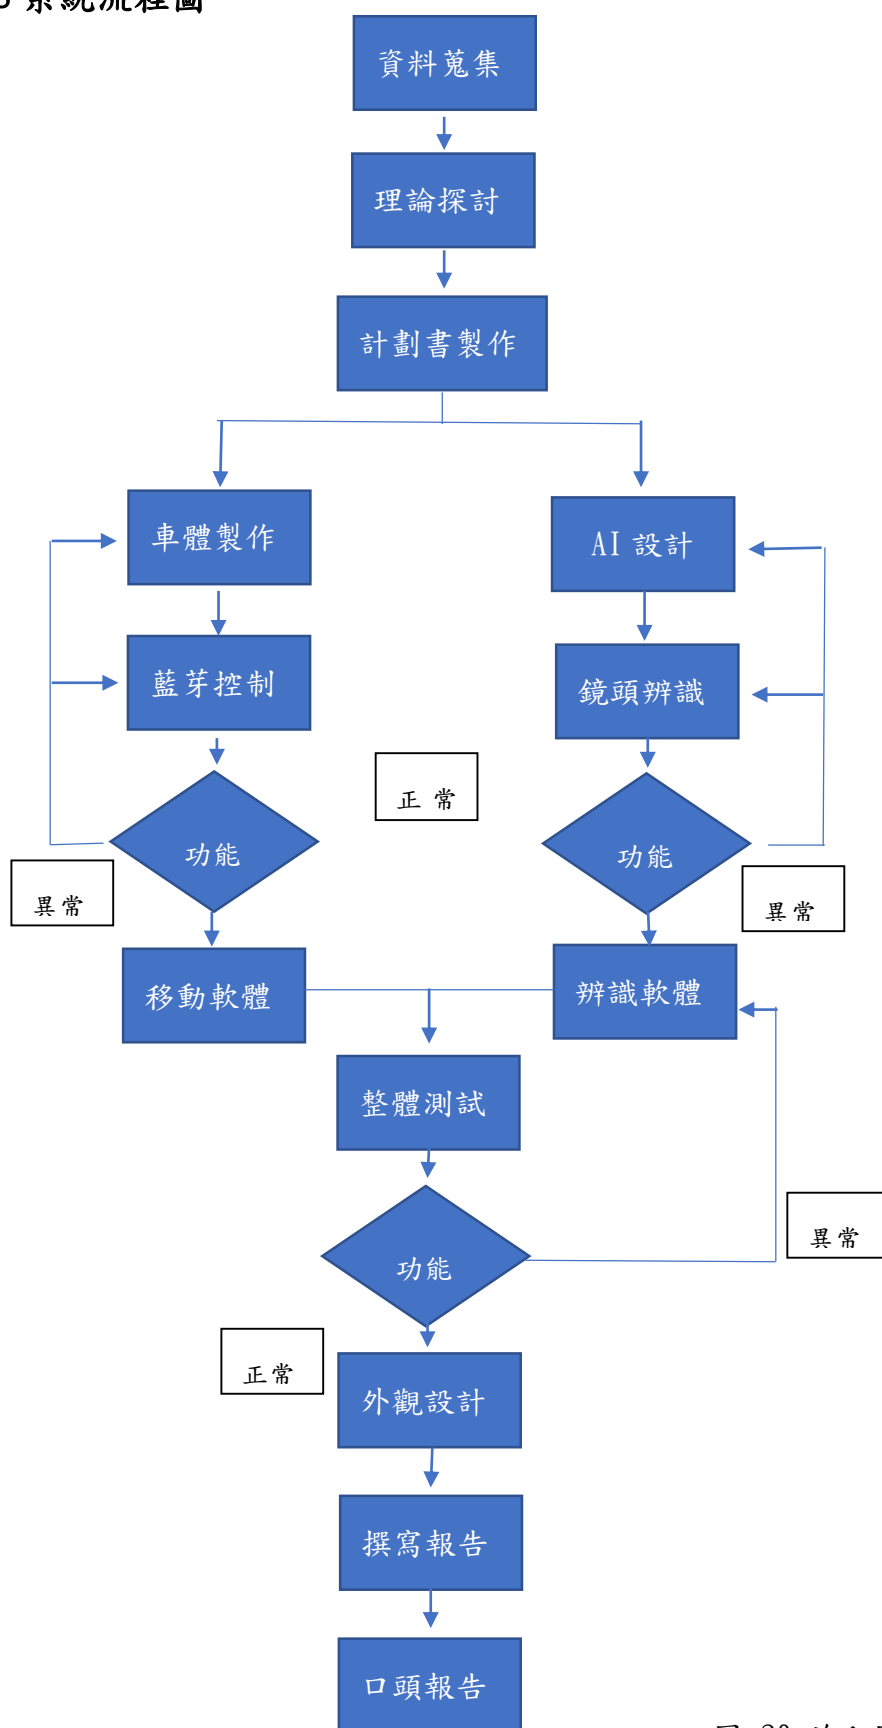 系統流程圖
資料蒐集
理論探討
計劃書製作
車體製作
AI 設計
藍芽控制
鏡頭辨識
正常
功能
功能
異常
異常
移動軟體
辨識軟體
整體測試
異常
功能
正常
外觀設計
撰寫報告
口頭報告